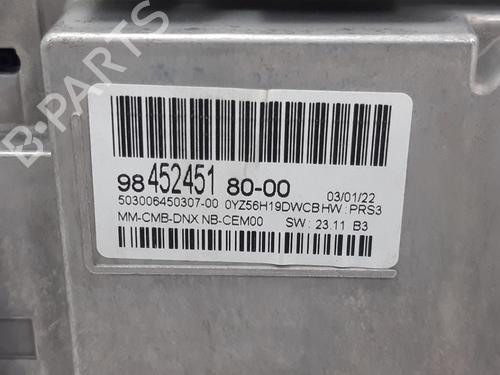 B-PARTS
98 452451 80-00 03/01/22
503006450307-00 0YZ56H19DWCB HW : PRS3
MM-CMB-DNX NB-CEM00 SW : 23.11 B3